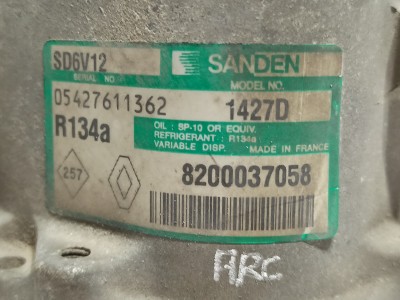 SD6V12 SANDEN
SERIAL NO. MODEL NO.
05427611362 1427D
R134a OIL : SP-10 OR EQUIV.
REFRIGERANT : R134a
VARIABLE DISP. MADE IN FRANCE
257 8200037058
ARC